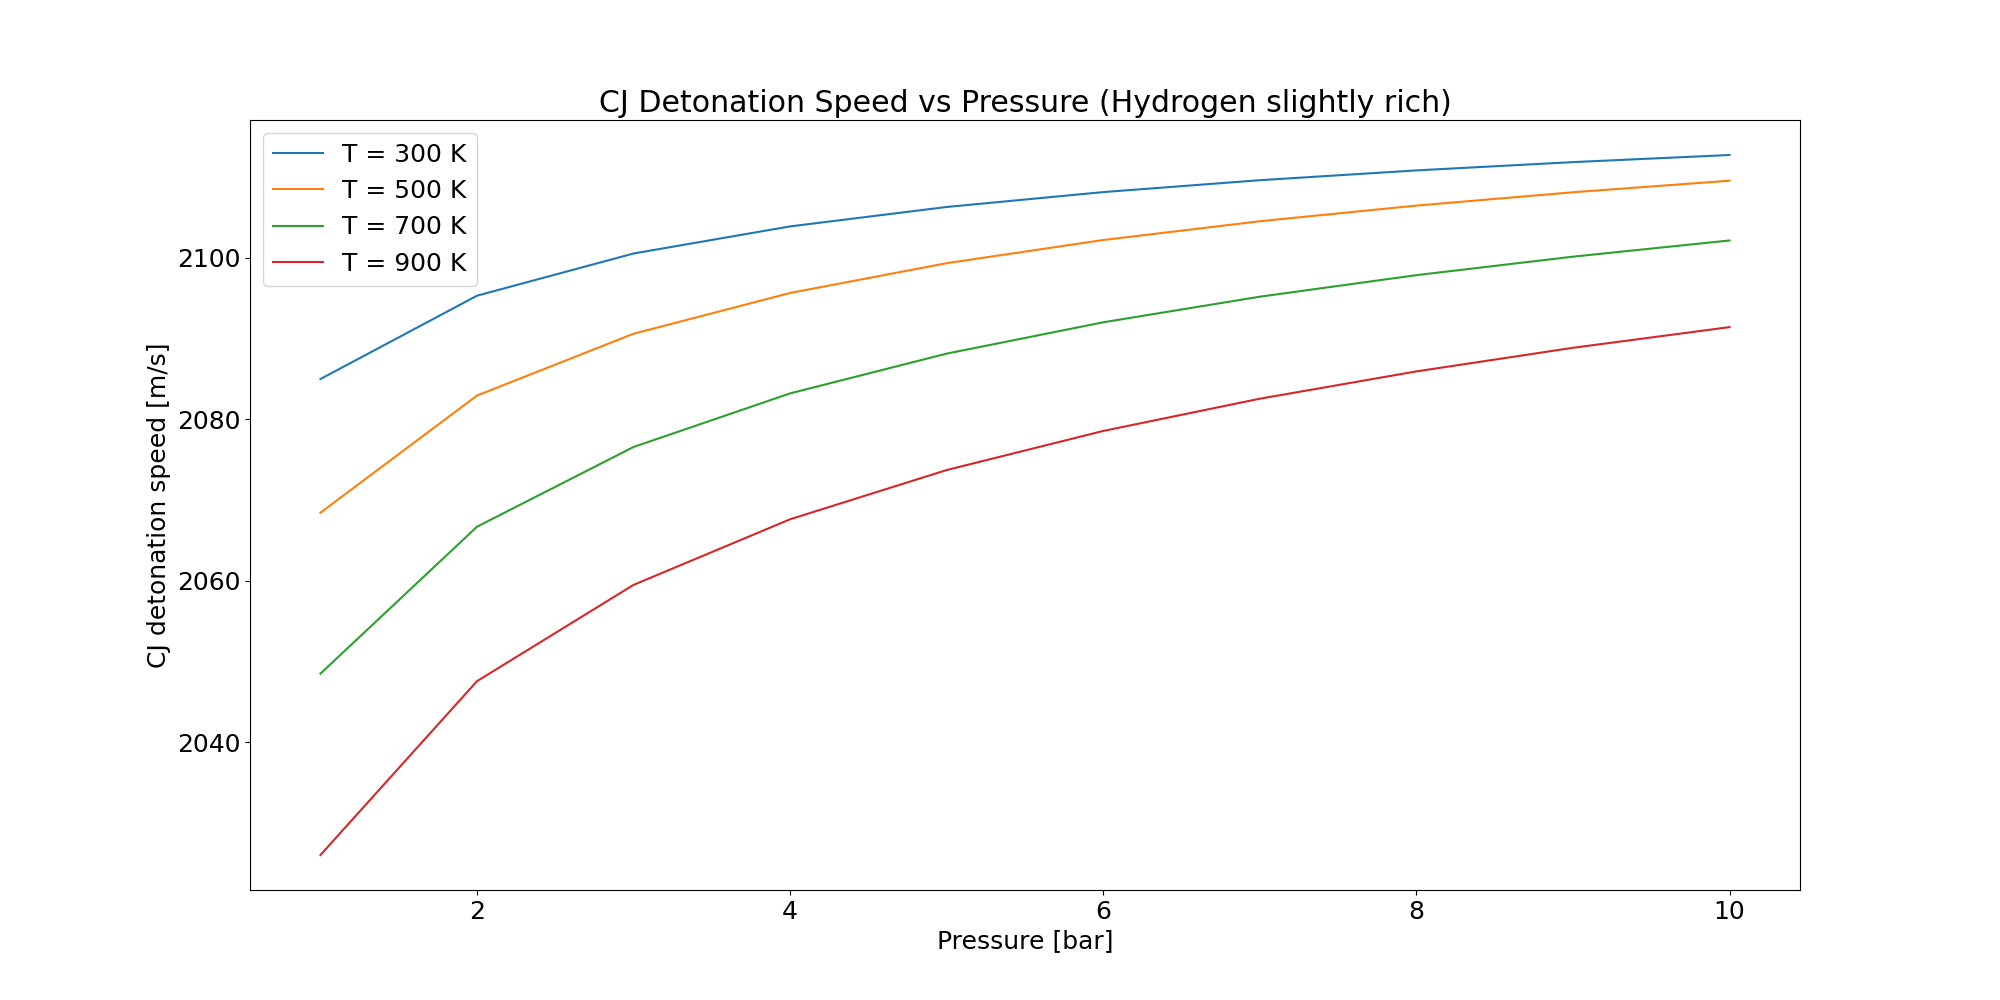 CJ Detonation Speed vs Pressure (Hydrogen slightly rich)
T = 300 K
T = 500 K
T = 700 K
T = 900 K
CJ detonation speed [m/s]
2100
2080
2060
2040
2 4 6 8 10
Pressure [bar]